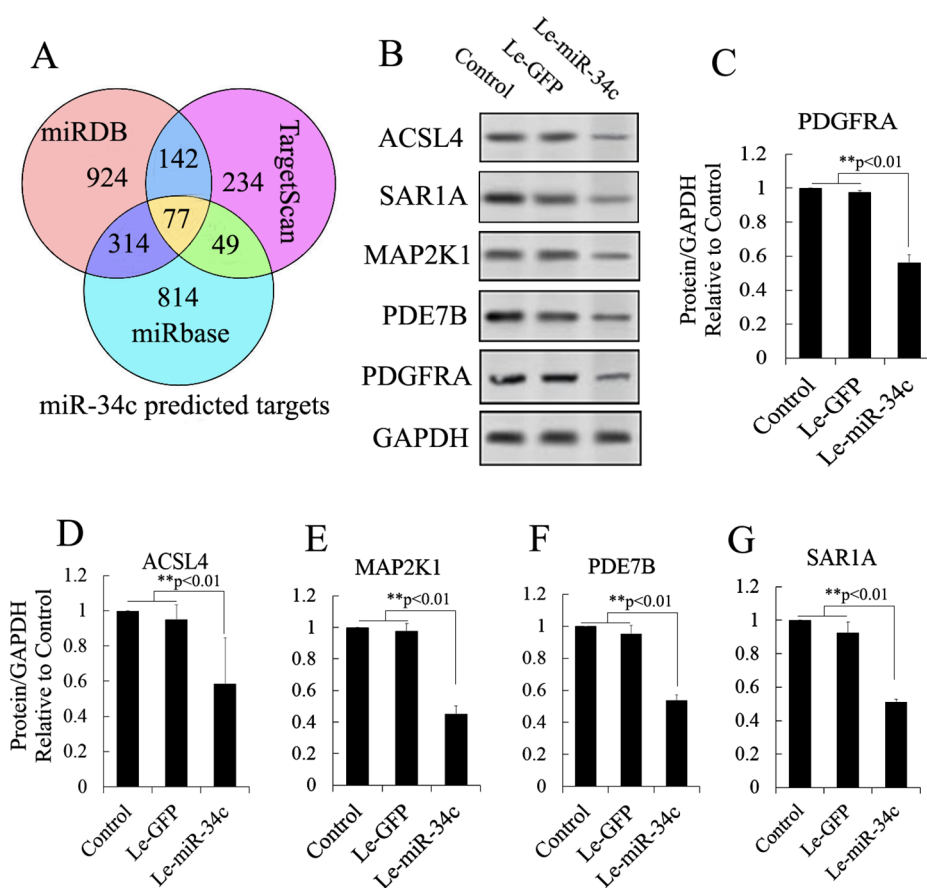 A
miRDB
TargetScan
924
142
234
77
314
49
814
miRbase
miR-34c predicted targets
B
Control
Le-GFP
Le-miR-34c
ACSL4
SAR1A
MAP2K1
PDE7B
PDGFRA
GAPDH
C
PDGFRA
**p<0.01
Protein/GAPDH
Relative to Control
1.2
1
0.8
0.6
0.4
0.2
0
Control
Le-GFP
Le-miR-34c
D
ACSL4
**p<0.01
Protein/GAPDH
Relative to Control
1.2
1
0.8
0.6
0.4
0.2
0
Control
Le-GFP
Le-miR-34c
E
MAP2K1
**p<0.01
1.2
1
0.8
0.6
0.4
0.2
0
Control
Le-GFP
Le-miR-34c
F
PDE7B
**p<0.01
1.2
1
0.8
0.6
0.4
0.2
0
Control
Le-GFP
Le-miR-34c
G
SAR1A
**p<0.01
1.2
1
0.8
0.6
0.4
0.2
0
Control
Le-GFP
Le-miR-34c